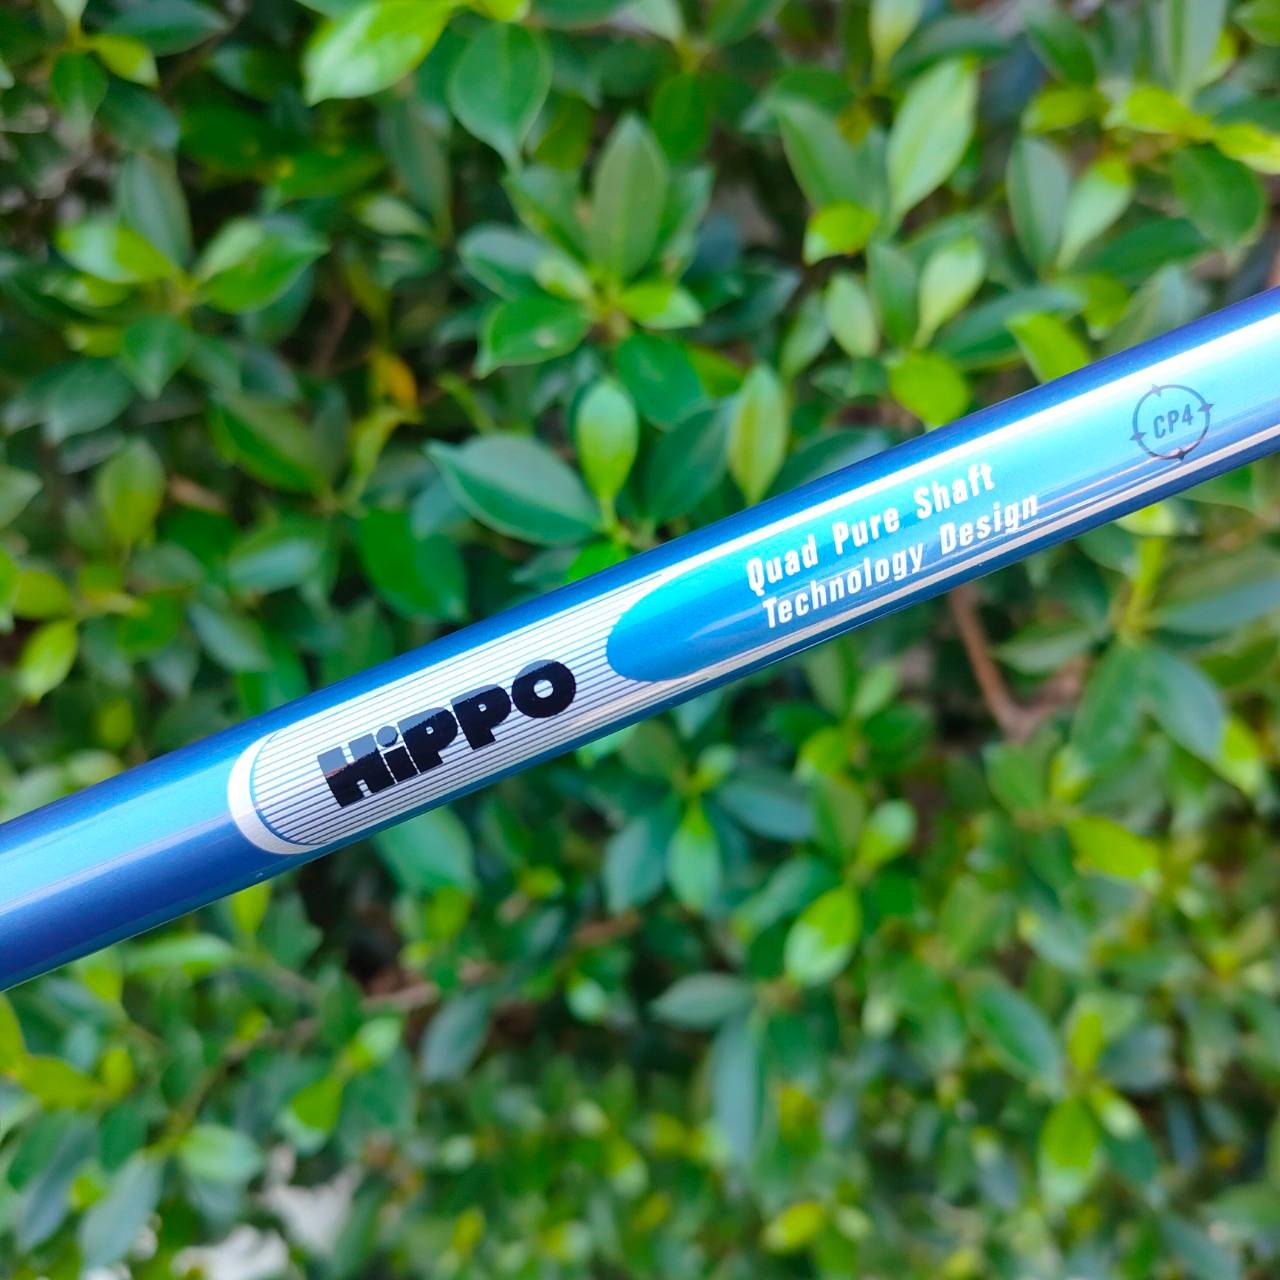 HiPPO
Quad Pure Shaft
Technology Design
CP4